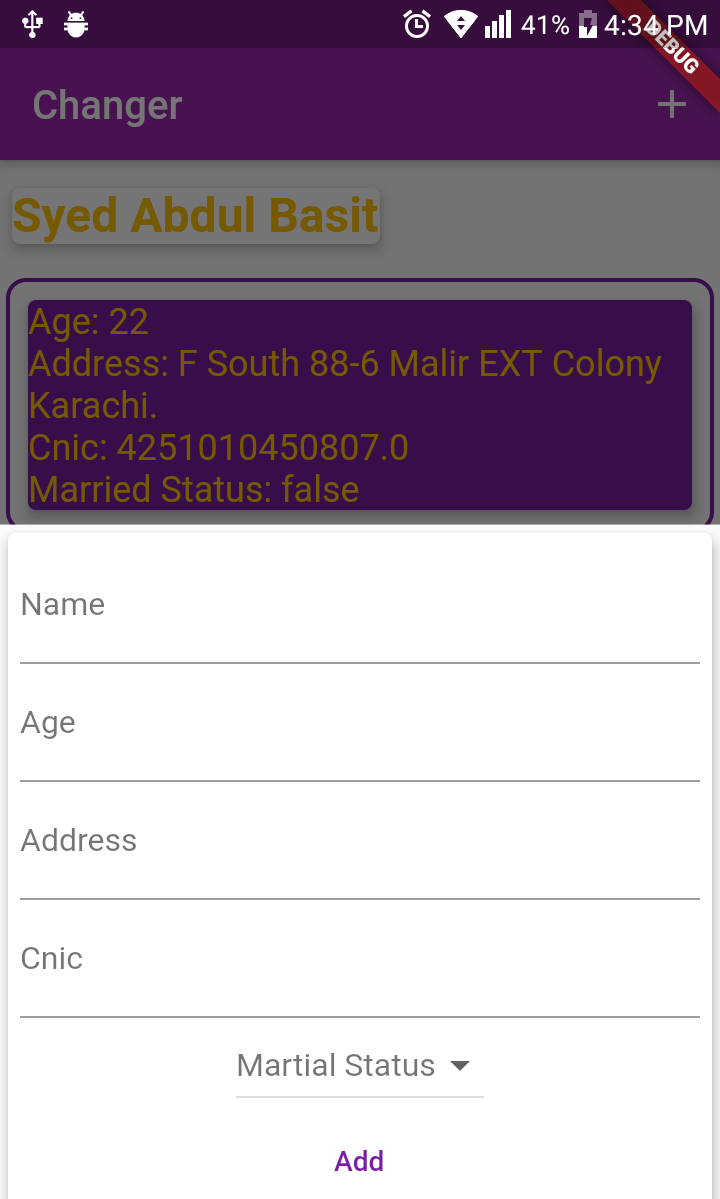 41% 4:34 PM
DEBUG
Changer
Syed Abdul Basit
Age: 22
Address: F South 88-6 Malir EXT Colony
Karachi.
Cnic: 4251010450807.0
Married Status: false
Name
Age
Address
Cnic
Martial Status
Add